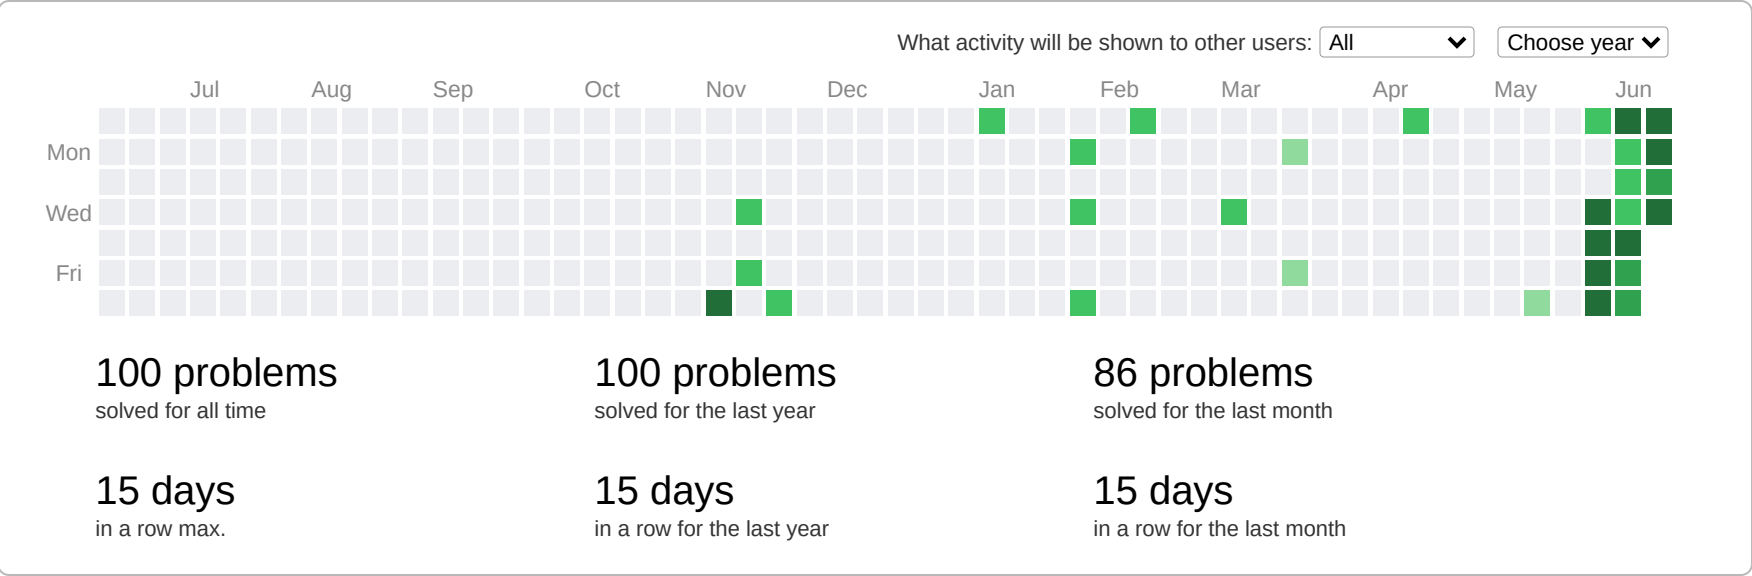 What activity will be shown to other users: All Choose year
Jul Aug Sep Oct Nov Dec Jan Feb Mar Apr May Jun
Mon
Wed
Fri
100 problems 100 problems 86 problems
solved for all time solved for the last year solved for the last month
15 days 15 days 15 days
in a row max. in a row for the last year in a row for the last month